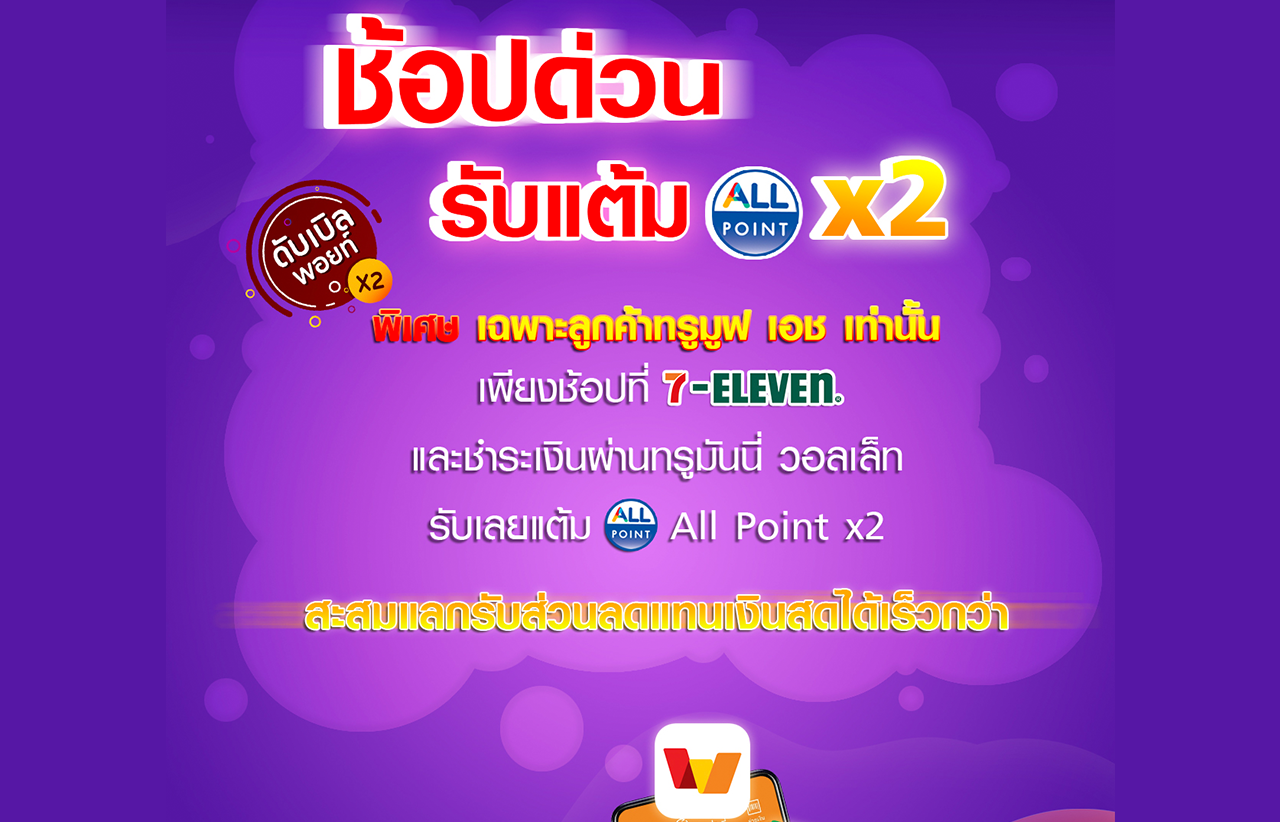 ช้อปด่วน
รับแต้ม ALL POINT x2
ดับเบิล
พอยท์
X2
พิเศษ เฉพาะลูกค้าทรูมูฟ เอช เท่านั้น
เพียงช้อปที่ 7-ELEVEn.
และชำระเงินผ่านทรูมันนี่ วอลเล็ท
รับเลยแต้ม ALL POINT All Point x2
สะสมแลกรับส่วนลดแทนเงินสดได้เร็วกว่า